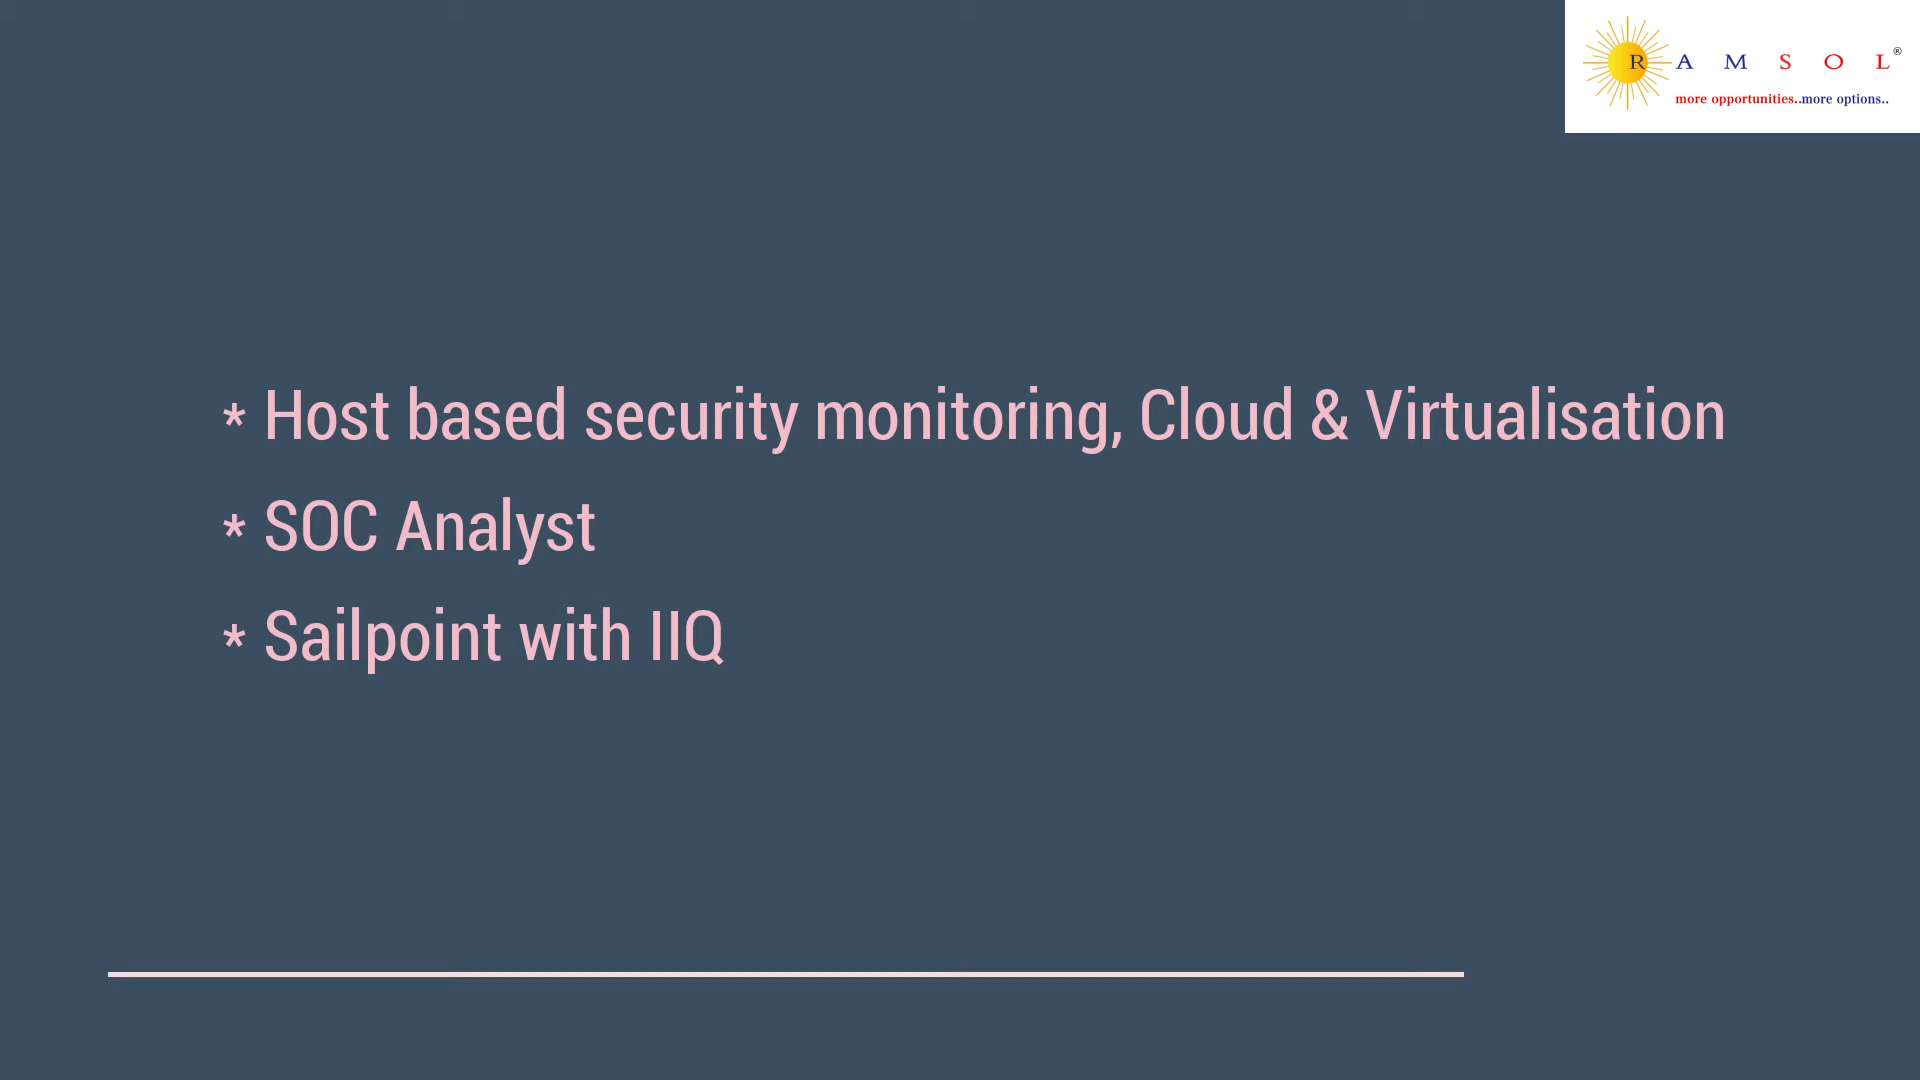 R A M S O L®
more opportunities..more options..
* Host based security monitoring, Cloud & Virtualisation
* SOC Analyst
* Sailpoint with IIQ